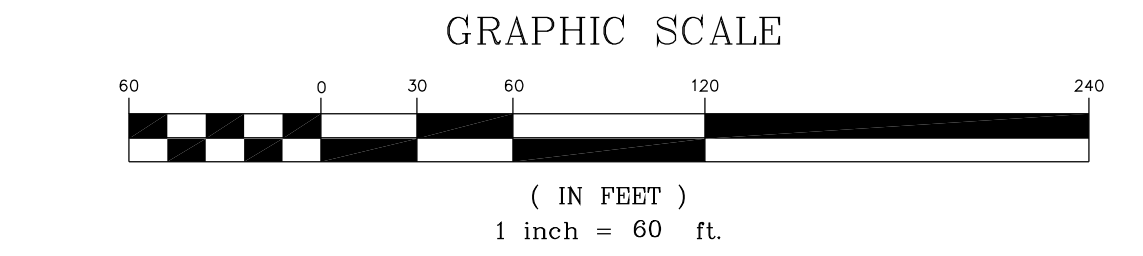 GRAPHIC SCALE
60 0 30 60 120 240
( IN FEET )
1 inch = 60 ft.